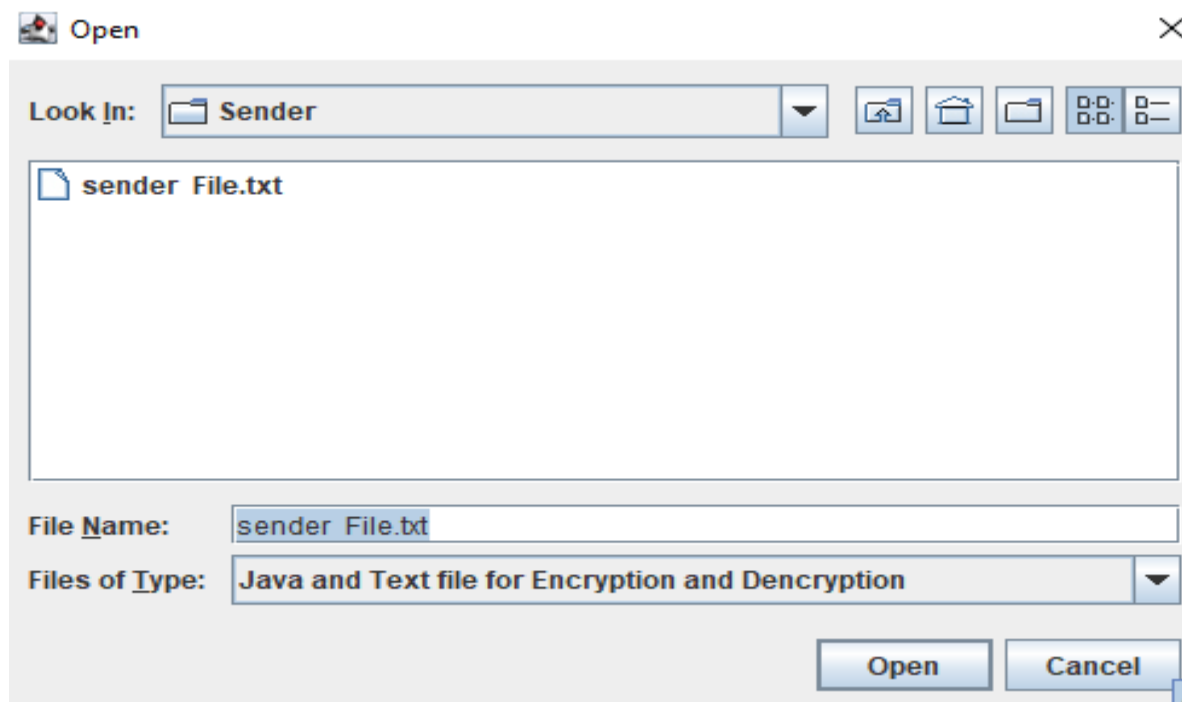 Open
Look In: Sender
sender File.txt
File Name: sender File.txt
Files of Type: Java and Text file for Encryption and Dencryption
Open Cancel